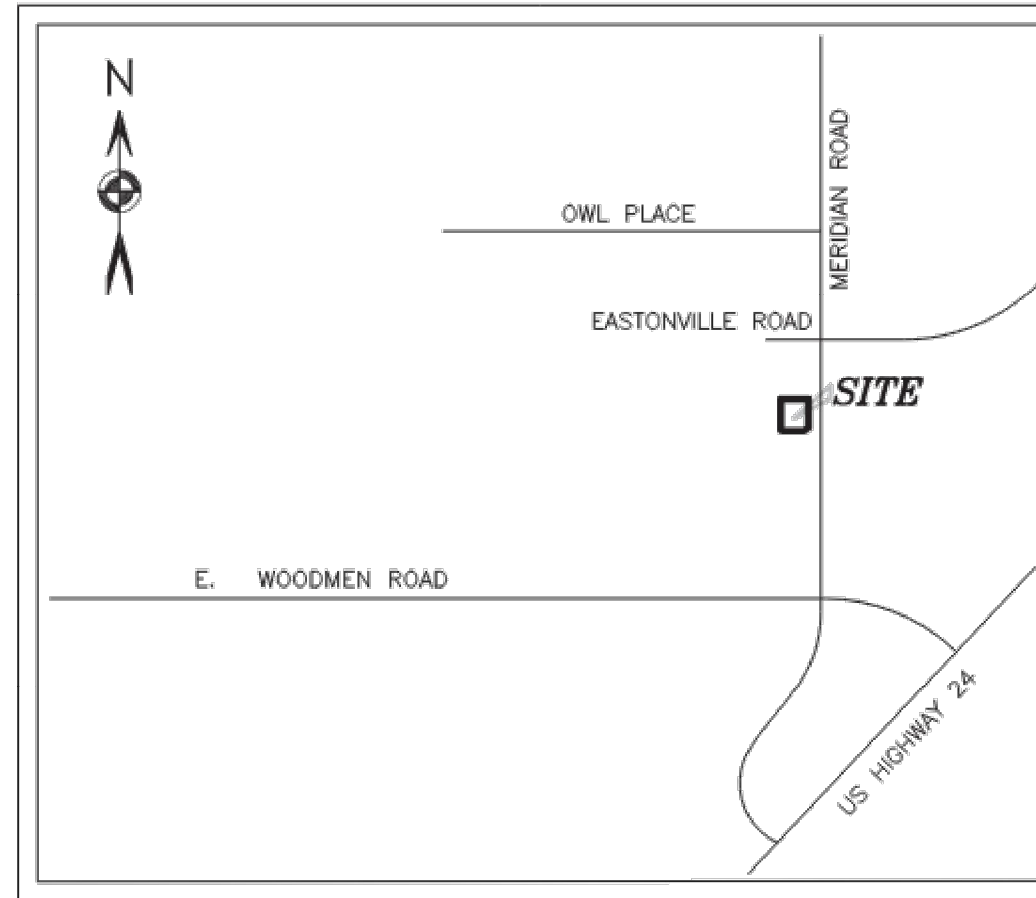 N
MERIDIAN ROAD
OWL PLACE
EASTONVILLE ROAD
SITE
E. WOODMEN ROAD
US HIGHWAY 24